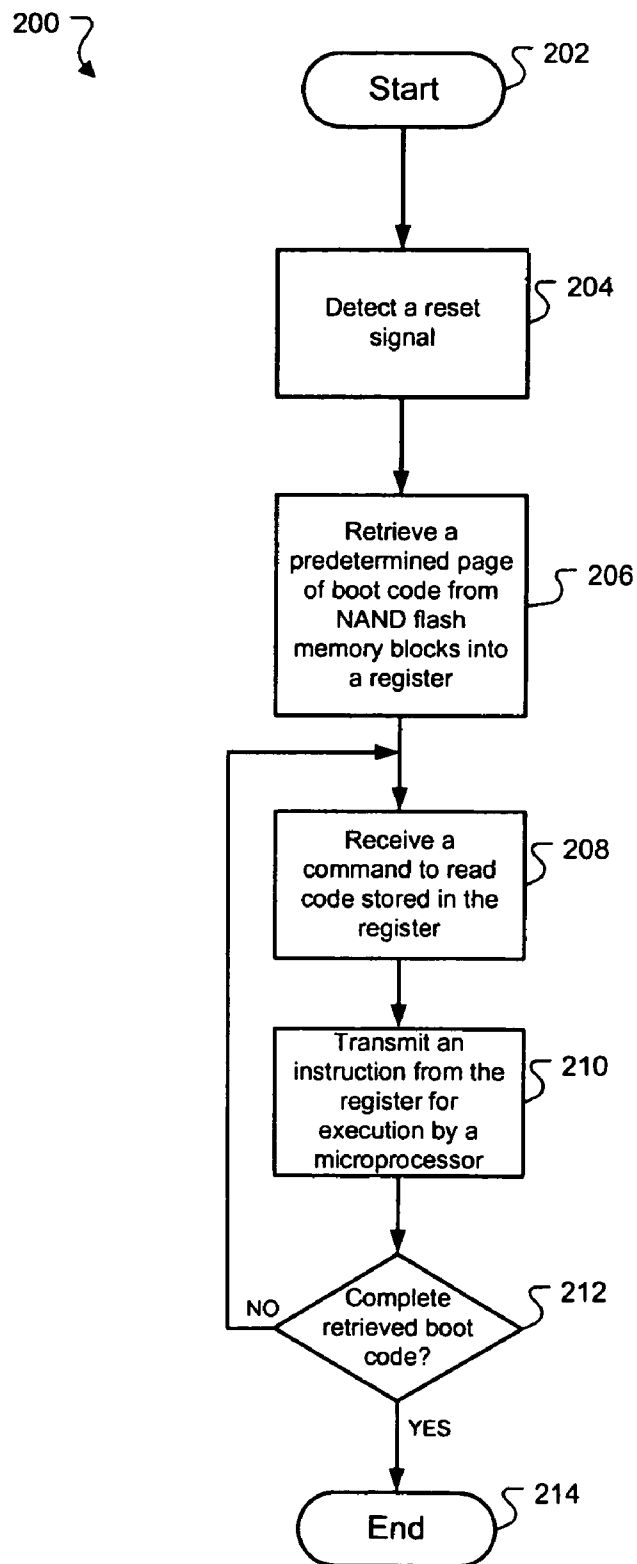 200
202
Start
204
Detect a reset
signal
Retrieve a
predetermined page
of boot code from
NAND flash
memory blocks into
a register
206
Receive a
command to read
code stored in the
register
208
Transmit an
instruction from the
register for
execution by a
microprocessor
210
Complete
retrieved boot
code?
212
NO
YES
End
214